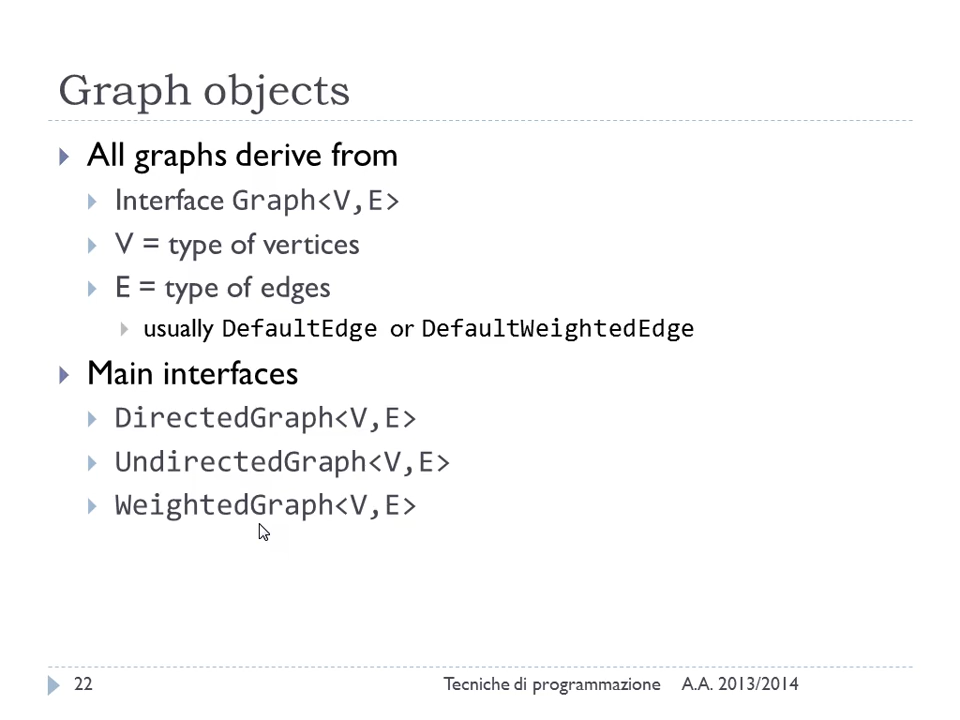 Graph objects
All graphs derive from
Interface Graph<V,E>
V = type of vertices
E = type of edges
usually DefaultEdge or DefaultWeightedEdge
Main interfaces
DirectedGraph<V,E>
UndirectedGraph<V,E>
WeightedGraph<V,E>
22 Tecniche di programmazione A.A. 2013/2014